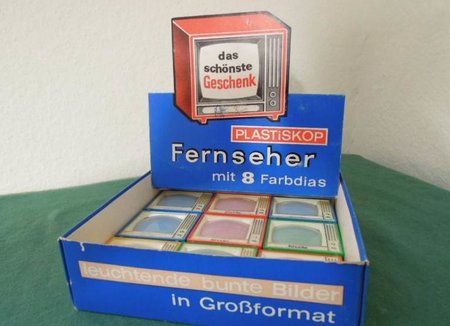 das
schönste
Geschenk
PLASTiSKOP
Fernseher
mit 8 Farbdias
leuchtende bunte Bilder
in Großformat